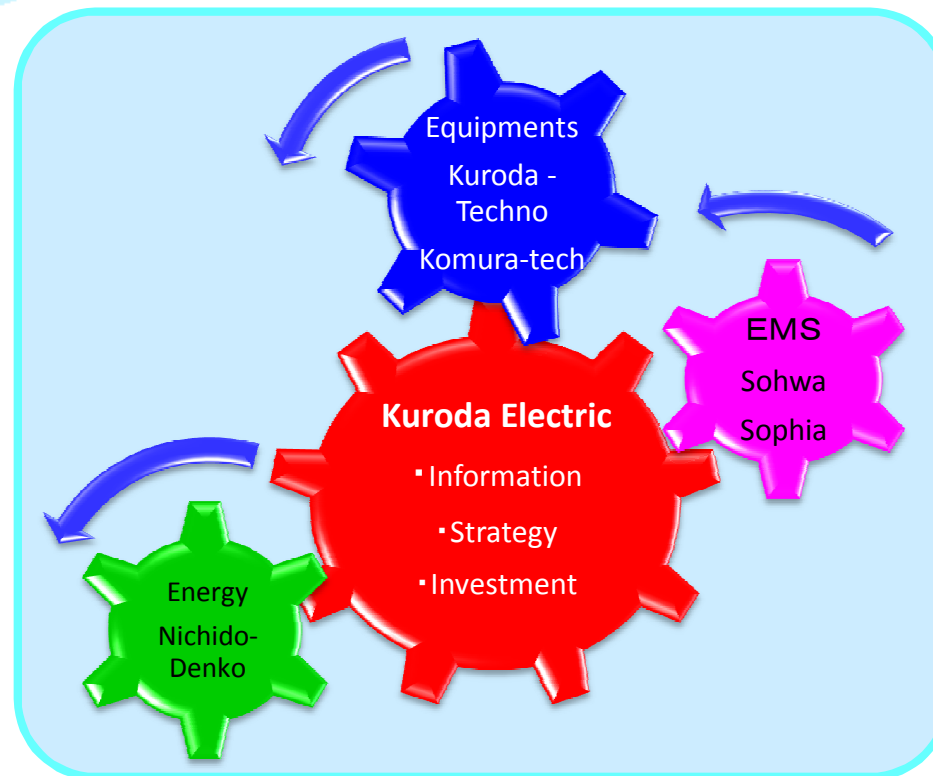 Equipments
Kuroda -
Techno
Komura-tech
EMS
Sohwa
Sophia
Kuroda Electric
・Information
・Strategy
・Investment
Energy
Nichido-
Denko